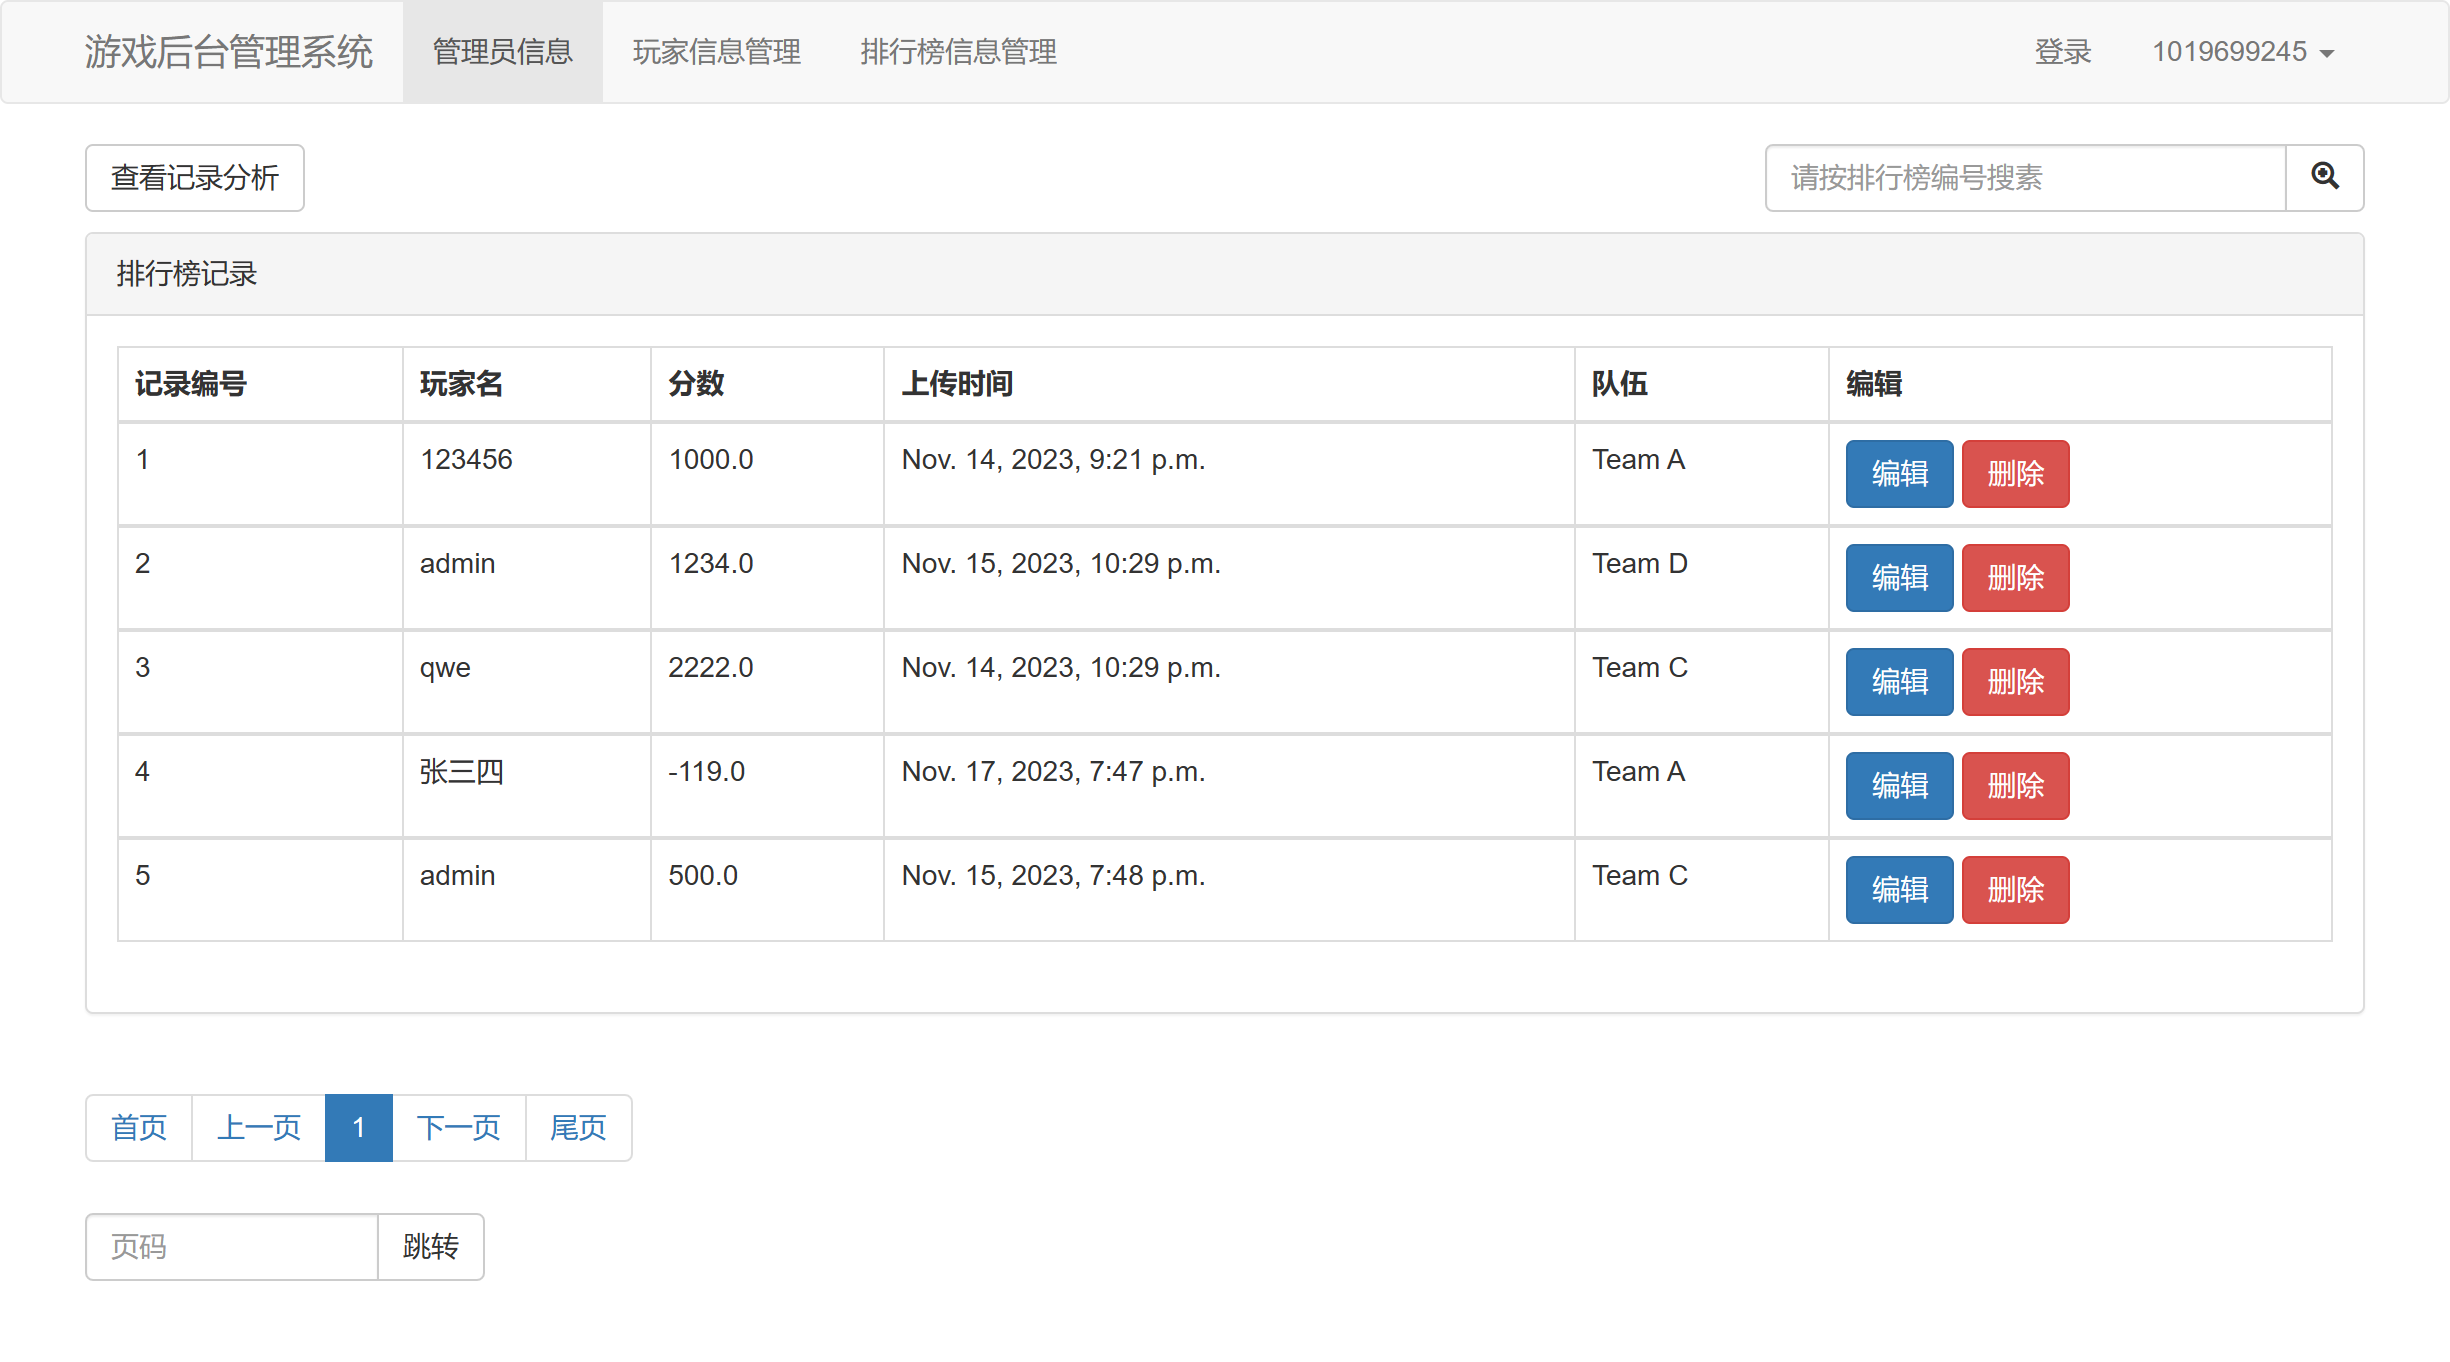 游戏后台管理系统 管理员信息 玩家信息管理 排行榜信息管理 登录 1019699245
查看记录分析 请按排行榜编号搜素
排行榜记录
记录编号 玩家名 分数 上传时间 队伍 编辑
1 123456 1000.0 Nov. 14, 2023, 9:21 p.m. Team A 编辑 删除
2 admin 1234.0 Nov. 15, 2023, 10:29 p.m. Team D 编辑 删除
3 qwe 2222.0 Nov. 14, 2023, 10:29 p.m. Team C 编辑 删除
4 张三四 -119.0 Nov. 17, 2023, 7:47 p.m. Team A 编辑 删除
5 admin 500.0 Nov. 15, 2023, 7:48 p.m. Team C 编辑 删除
首页 上一页 1 下一页 尾页
页码 跳转